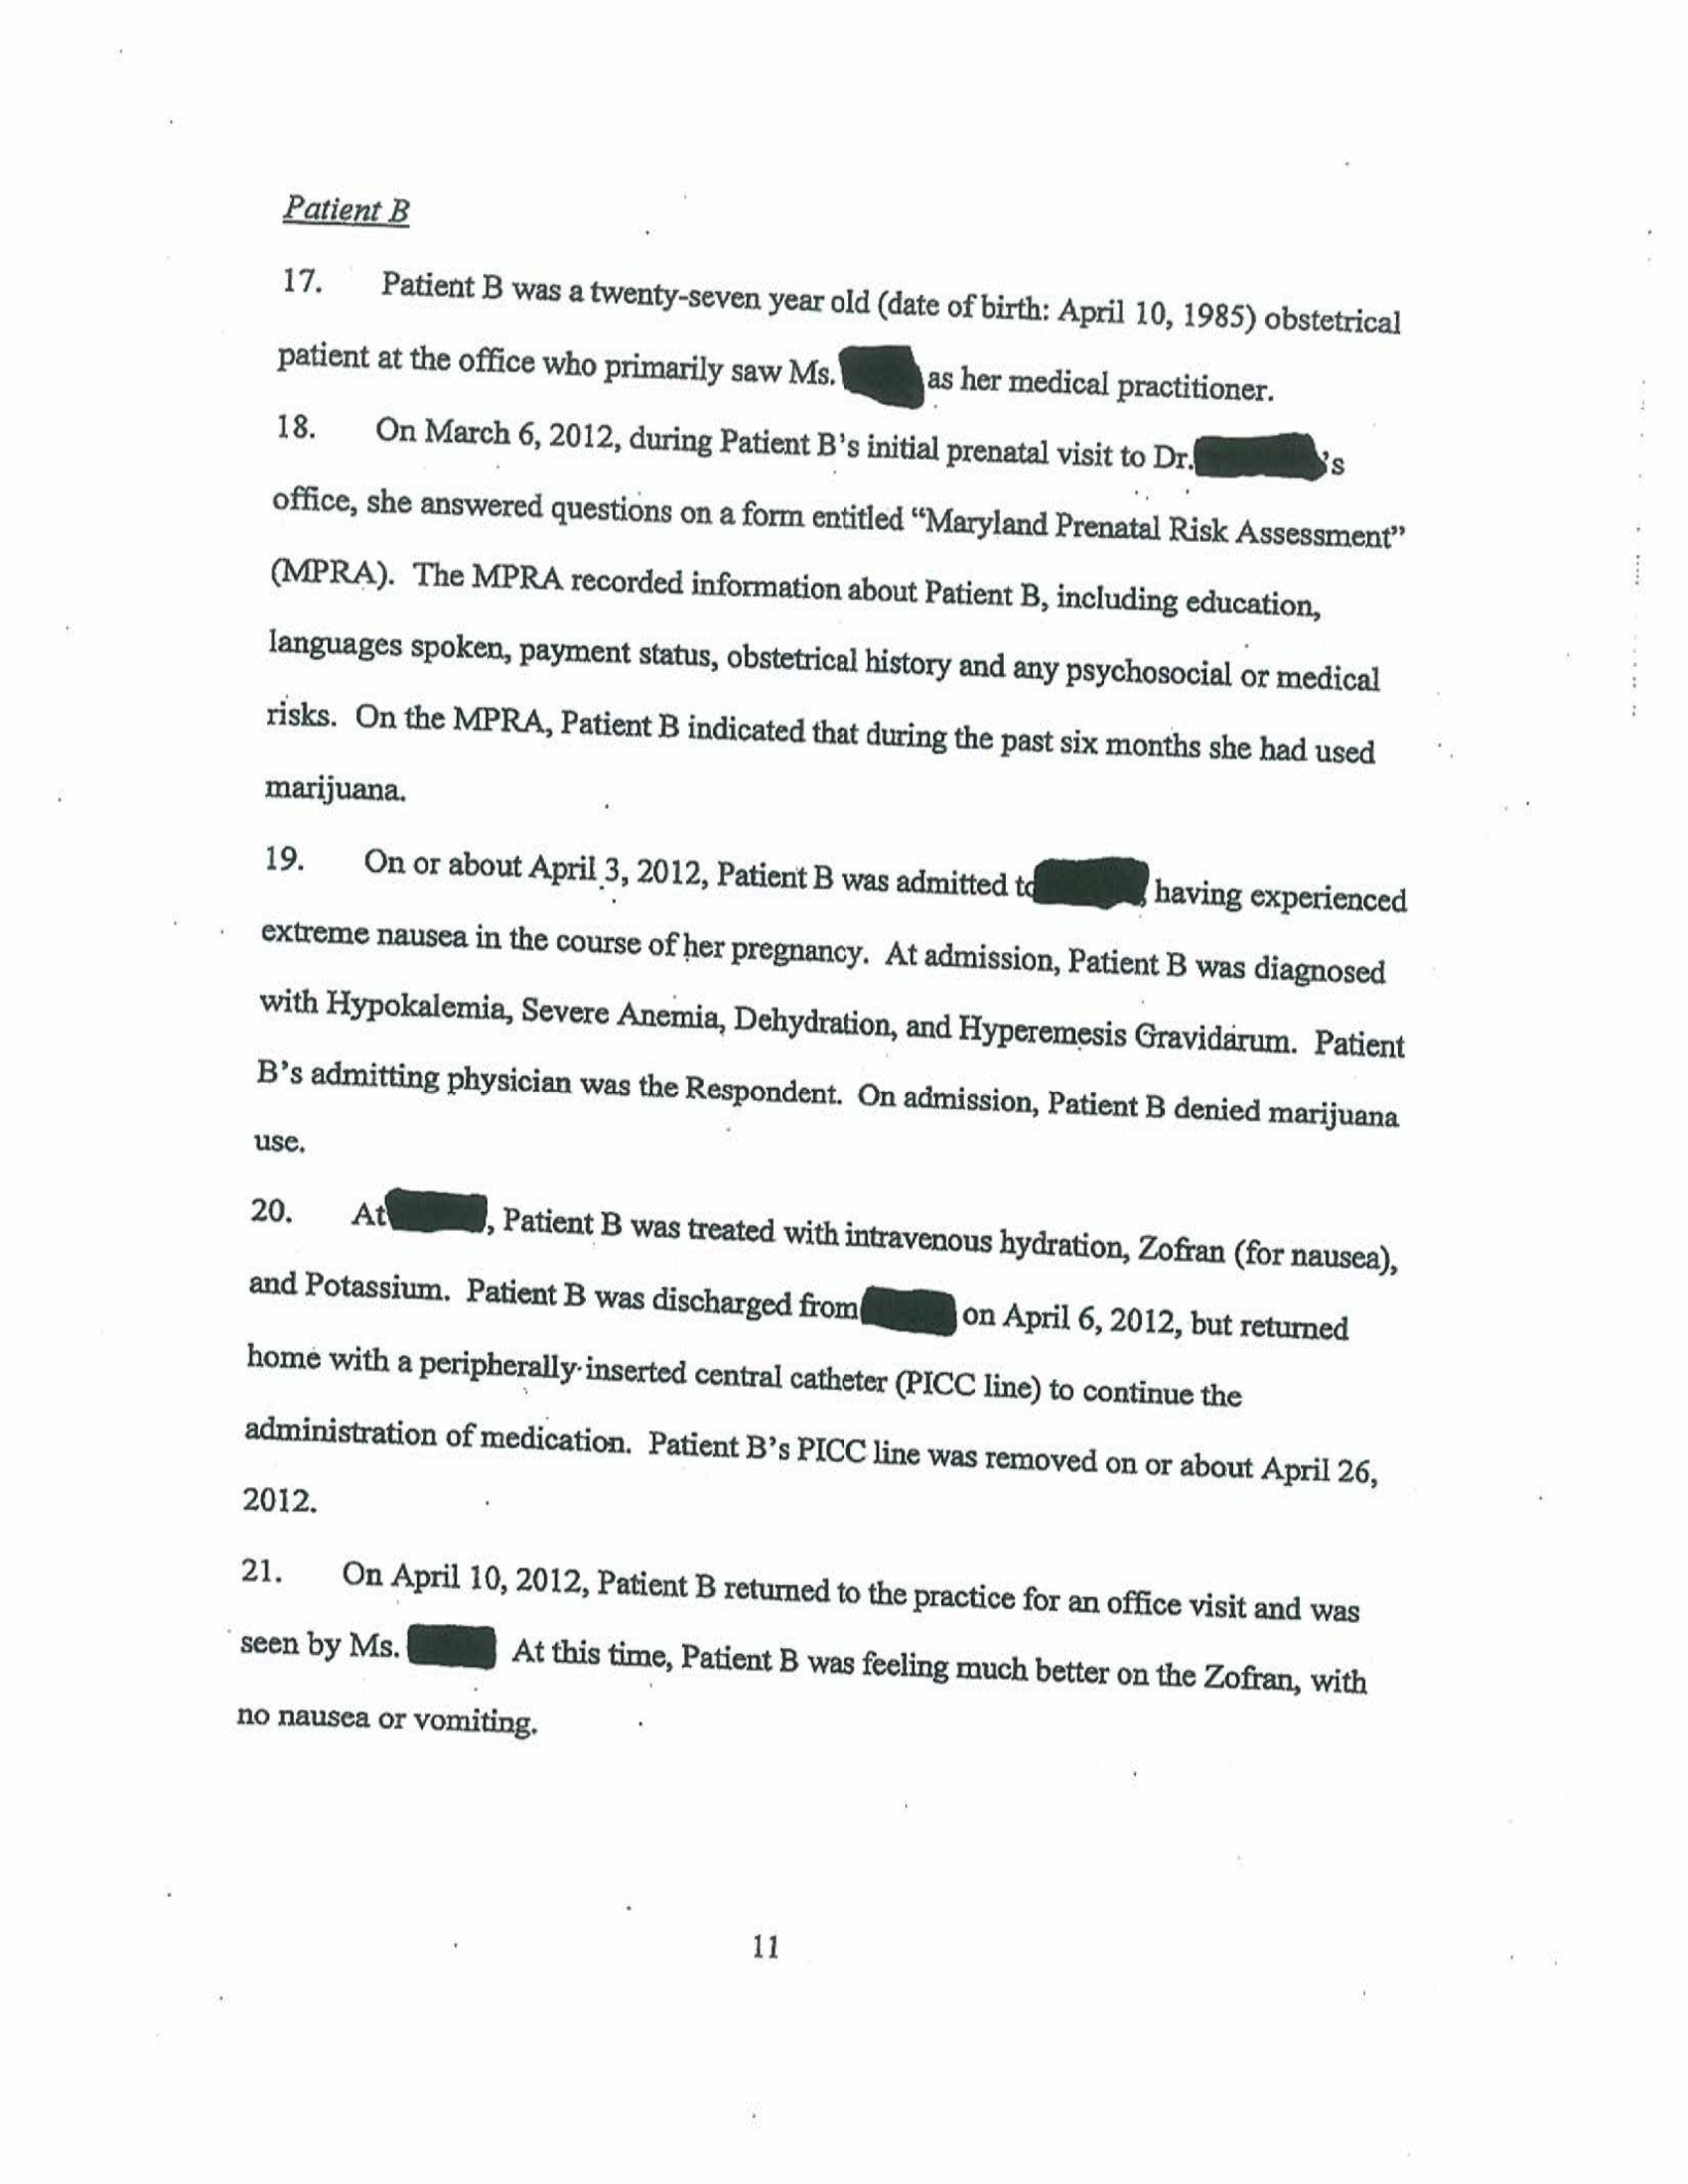 Patient B
17. Patient B was a twenty-seven year old (date of birth: April 10, 1985) obstetrical
patient at the office who primarily saw Ms. as her medical practitioner.
18. On March 6, 2012, during Patient B's initial prenatal visit to Dr. 's
office, she answered questions on a form entitled “Maryland Prenatal Risk Assessment”
(MPRA). The MPRA recorded information about Patient B, including education,
languages spoken, payment status, obstetrical history and any psychosocial or medical
risks. On the MPRA, Patient B indicated that during the past six months she had used
marijuana.
19. On or about April 3, 2012, Patient B was admitted to , having experienced
extreme nausea in the course of her pregnancy. At admission, Patient B was diagnosed
with Hypokalemia, Severe Anemia, Dehydration, and Hyperemesis Gravidarum. Patient
B's admitting physician was the Respondent. On admission, Patient B denied marijuana
use.
20. At , Patient B was treated with intravenous hydration, Zofran (for nausea),
and Potassium. Patient B was discharged from on April 6, 2012, but returned
home with a peripherally-inserted central catheter (PICC line) to continue the
administration of medication. Patient B's PICC line was removed on or about April 26,
2012.
21. On April 10, 2012, Patient B returned to the practice for an office visit and was
seen by Ms. At this time, Patient B was feeling much better on the Zofran, with
no nausea or vomiting.
11